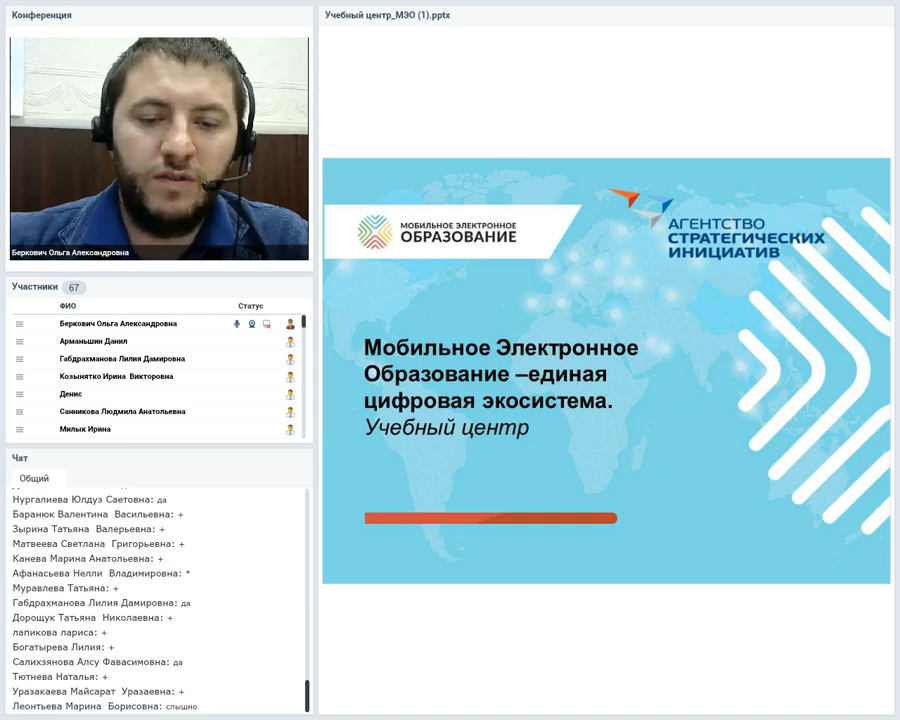 Конференция
Беркович Ольга Александровна
Участники 67
ФИО Статус
Беркович Ольга Александровна
Арманьшин Данил
Габдрахманова Лилия Дамировна
Козынятко Ирина Викторовна
Денис
Санникова Людмила Анатольевна
Милык Ирина
Чат
Общий
Нургалиева Юлдуз Саетовна: да
Баранюк Валентина Васильевна: +
Зырина Татьяна Валерьевна: +
Матвеева Светлана Григорьевна: +
Канева Марина Анатольевна: +
Афанасьева Нелли Владимировна: *
Муравлева Татьяна: +
Габдрахманова Лилия Дамировна: да
Дорощук Татьяна Николаевна: +
лапикова лариса: +
Богатырева Лилия: +
Салихзянова Алсу Фавасимовна: да
Тютнева Наталья: +
Уразакаева Майсарат Уразаевна: +
Леонтьева Марина Борисовна: слышно
Учебный центр_МЭО (1).pptx
МОБИЛЬНОЕ ЭЛЕКТРОННОЕ
ОБРАЗОВАНИЕ
АГЕНТСТВО
СТРАТЕГИЧЕСКИХ
ИНИЦИАТИВ
Мобильное Электронное
Образование –единая
цифровая экосистема.
Учебный центр